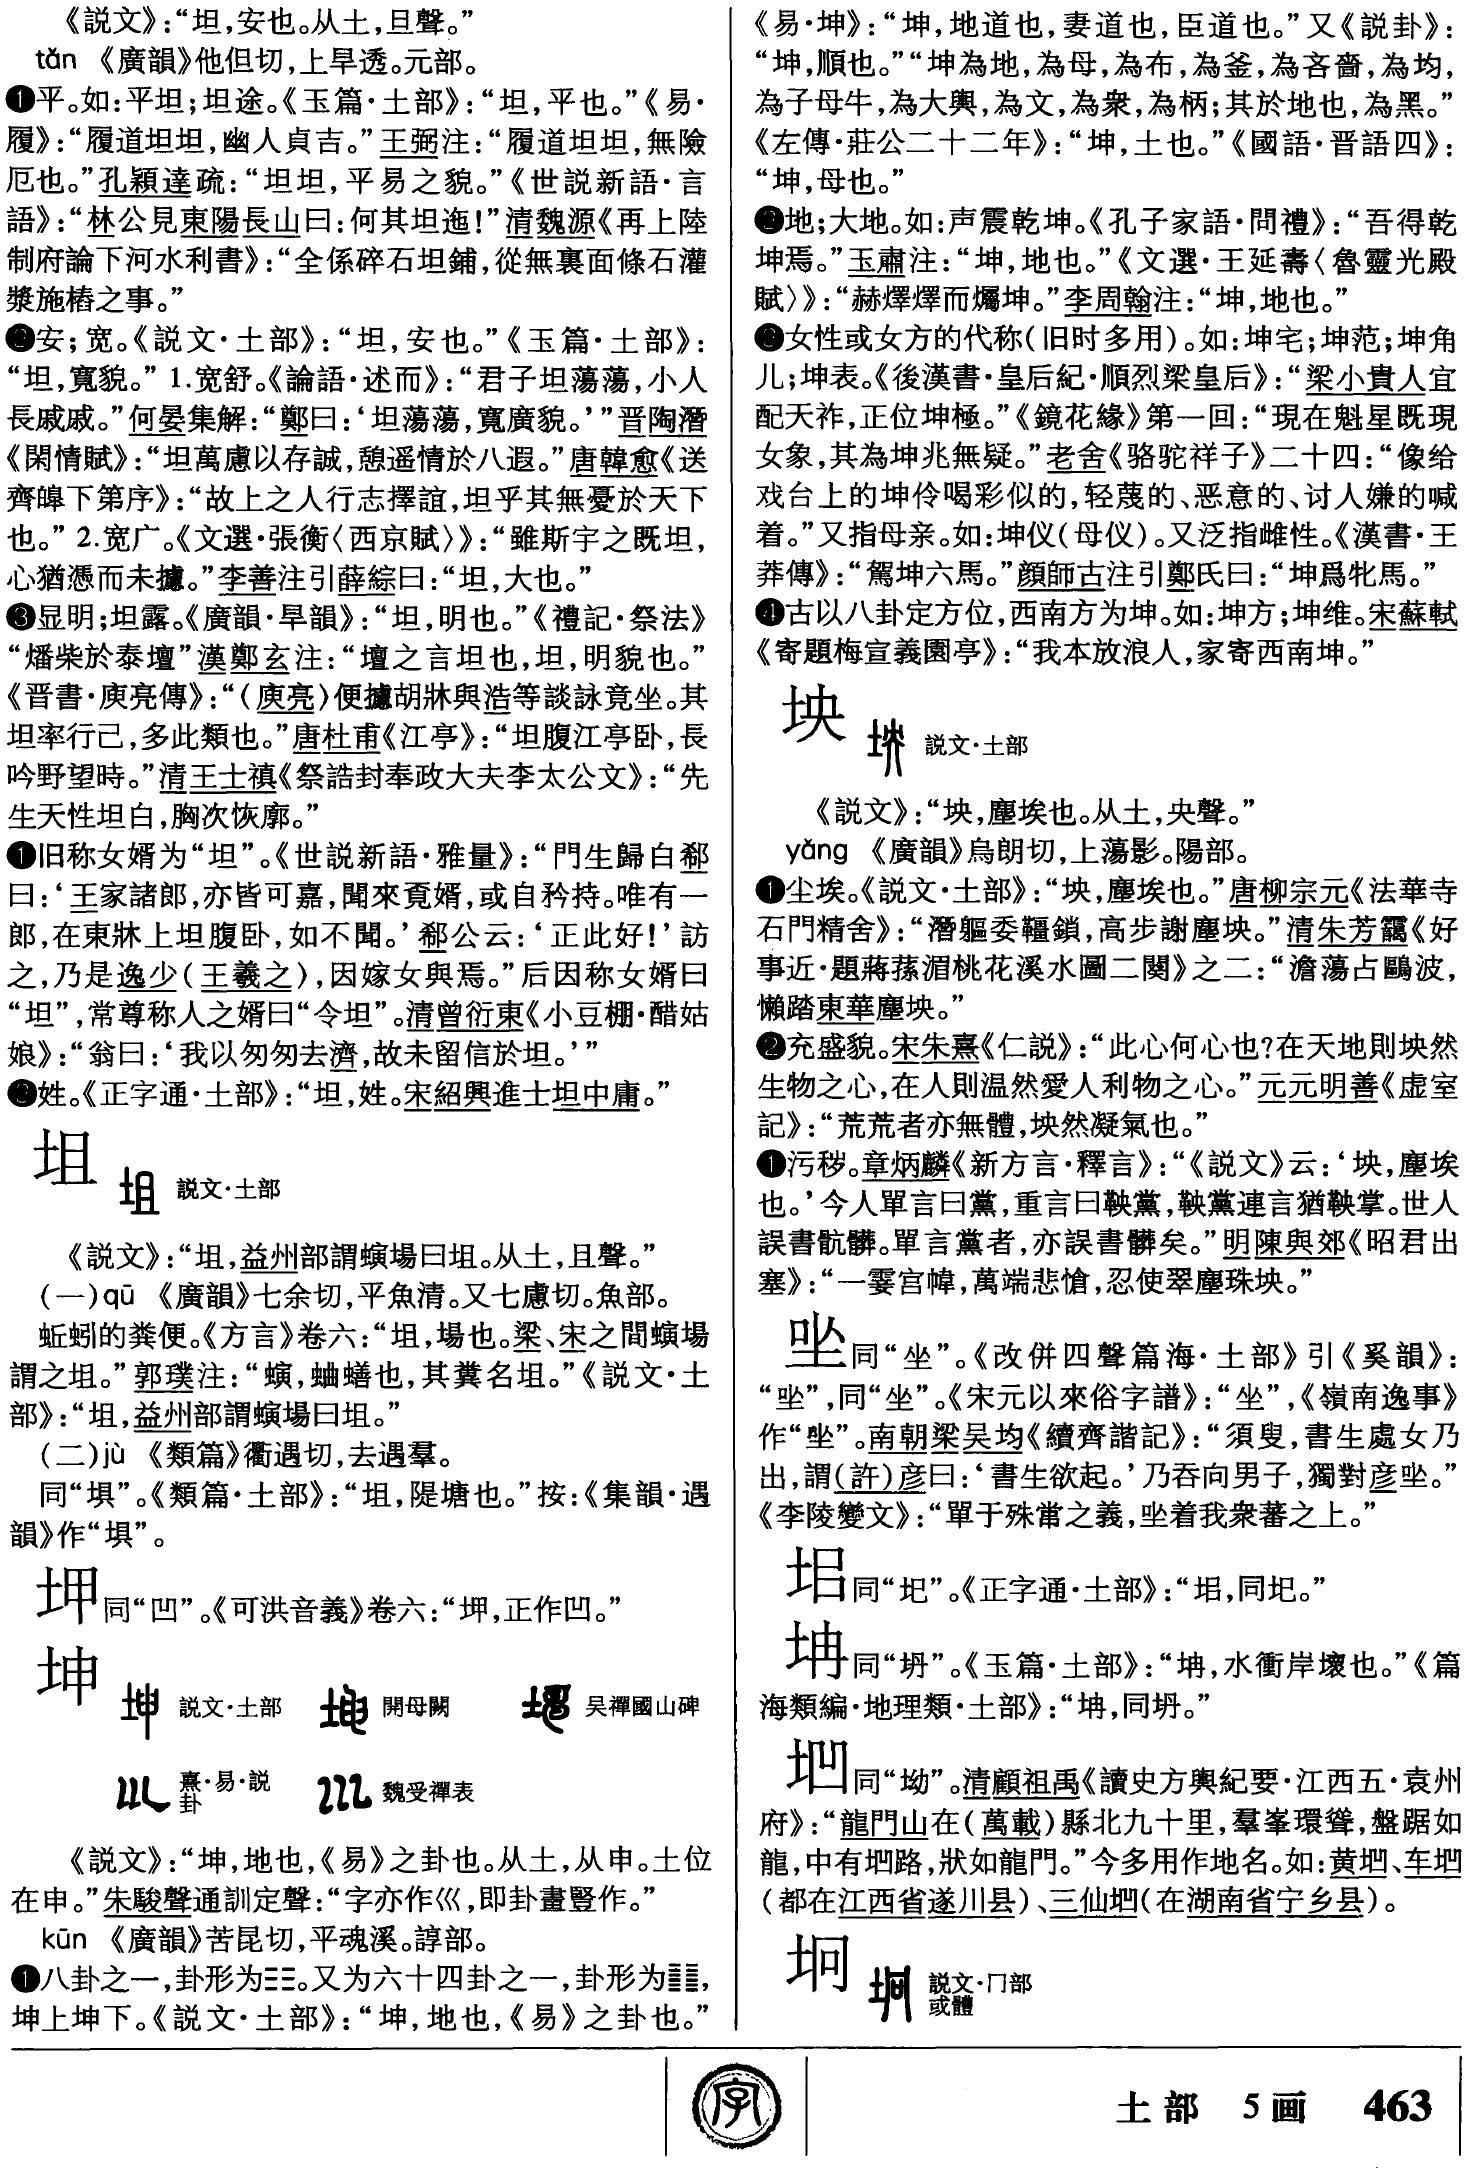 《説文》：“坦，安也。从土，旦聲。”
tǎn 《廣韻》他但切，上旱透。元部。
❶平。如：平坦；坦途。《玉篇·土部》：“坦，平也。”《易·
履》：“履道坦坦，幽人貞吉。”王弼注：“履道坦坦，無險
厄也。”孔穎達疏：“坦坦，平易之貌。”《世説新語·言
語》：“林公見東陽長山曰：何其坦迤！”清魏源《再上陸
制府論下河水利書》：“全係碎石坦鋪，從無裏面條石灌
漿施樁之事。”
❷安；宽。《説文·土部》：“坦，安也。”《玉篇·土部》：
“坦，寬貌。”1.宽舒。《論語·述而》：“君子坦蕩蕩，小人
長戚戚。”何晏集解：“鄭曰：‘坦蕩蕩，寬廣貌。’”晋陶潛
《閑情賦》：“坦萬慮以存誠，憩遥情於八遐。”唐韓愈《送
齊皞下第序》：“故上之人行志擇誼，坦乎其無憂於天下
也。”2.宽广。《文選·張衡〈西京賦〉》：“雖斯宇之既坦，
心猶憑而未攄。”李善注引薛綜曰：“坦，大也。”
❸显明；坦露。《廣韻·旱韻》：“坦，明也。”《禮記·祭法》
“燔柴於泰壇”漢鄭玄注：“壇之言坦也，坦，明貌也。”
《晋書·庾亮傳》：“（庾亮）便據胡牀與浩等談詠竟坐。其
坦率行己，多此類也。”唐杜甫《江亭》：“坦腹江亭卧，長
吟野望時。”清王士禛《祭誥封奉政大夫李太公文》：“先
生天性坦白，胸次恢廓。”
❶旧称女婿为“坦”。《世説新語·雅量》：“門生歸白郗
曰：‘王家諸郎，亦皆可嘉，聞來覓婿，或自矜持。唯有一
郎，在東牀上坦腹卧，如不聞。’郗公云：‘正此好！’訪
之，乃是逸少（王羲之），因嫁女與焉。”后因称女婿曰
“坦”，常尊称人之婿曰“令坦”。清曾衍東《小豆棚·醋姑
娘》：“翁曰：‘我以匆匆去濟，故未留信於坦。’”
❷姓。《正字通·土部》：“坦，姓。宋紹興進士坦中庸。”
坥 説文·土部
《説文》：“坥，益州部謂螾場曰坥。从土，且聲。”
（一）qū 《廣韻》七余切，平魚清。又七慮切。魚部。
蚯蚓的粪便。《方言》卷六：“坥，場也。梁、宋之間螾場
謂之坥。”郭璞注：“螾，蛐蟮也，其糞名坥。”《説文·土
部》：“坥，益州部謂螾場曰坥。”
（二）jù 《類篇》衢遇切，去遇羣。
同“埧”。《類篇·土部》：“坥，隄塘也。”按：《集韻·遇
韻》作“埧”。
坤 説文·土部 開母闕 吴禪國山碑
熹·易·説
卦 魏受禪表
《説文》：“坤，地也，《易》之卦也。从土，从申。土位
在申。”朱駿聲通訓定聲：“字亦作巛，即卦畫豎作。”
kūn 《廣韻》苦昆切，平魂溪。諄部。
❶八卦之一，卦形为☷。又为六十四卦之一，卦形为䷁，
坤上坤下。《説文·土部》：“坤，地也，《易》之卦也。”
《易·坤》：“坤，地道也，妻道也，臣道也。”又《説卦》：
“坤，順也。”“坤為地，為母，為布，為釜，為吝嗇，為均，
為子母牛，為大輿，為文，為衆，為柄；其於地也，為黑。”
《左傳·莊公二十二年》：“坤，土也。”《國語·晋語四》：
“坤，母也。”
❷地；大地。如：声震乾坤。《孔子家語·問禮》：“吾得乾
坤焉。”王肅注：“坤，地也。”《文選·王延壽〈魯靈光殿
賦〉》：“赫燡燡而爥坤。”李周翰注：“坤，地也。”
❸女性或女方的代称（旧时多用）。如：坤宅；坤范；坤角
儿；坤表。《後漢書·皇后紀·順烈梁皇后》：“梁小貴人宜
配天祚，正位坤極。”《鏡花緣》第一回：“現在魁星既現
女象，其為坤兆無疑。”老舍《骆驼祥子》二十四：“像给
戏台上的坤伶喝彩似的，轻蔑的、恶意的、讨人嫌的喊
着。”又指母亲。如：坤仪（母仪）。又泛指雌性。《漢書·王
莽傳》：“駕坤六馬。”顔師古注引鄭氏曰：“坤爲牝馬。”
❹古以八卦定方位，西南方为坤。如：坤方；坤维。宋蘇軾
《寄題梅宣義園亭》：“我本放浪人，家寄西南坤。”
坱 説文·土部
《説文》：“坱，塵埃也。从土，央聲。”
yǎng 《廣韻》烏朗切，上蕩影。陽部。
❶尘埃。《説文·土部》：“坱，塵埃也。”唐柳宗元《法華寺
石門精舍》：“潛軀委韁鎖，高步謝塵坱。”清朱芳靄《好
事近·題蔣蓀湄桃花溪水圖二闋》之二：“澹蕩占鷗波，
懶踏東華塵坱。”
❷充盛貌。宋朱熹《仁説》：“此心何心也？在天地則坱然
生物之心，在人則温然愛人利物之心。”元元明善《虚室
記》：“荒荒者亦無體，坱然凝氣也。”
❶污秽。章炳麟《新方言·釋言》：“《説文》云：‘坱，塵埃
也。’今人單言曰黨，重言曰鞅黨，鞅黨連言猶鞅掌。世人
誤書骯髒。單言黨者，亦誤書髒矣。”明陳與郊《昭君出
塞》：“一霎宫幃，萬端悲愴，忍使翠塵珠坱。”
同“坐”。《改併四聲篇海·土部》引《奚韻》：
同“坐”。《宋元以來俗字譜》：“坐”，《嶺南逸事》
南朝梁吴均《續齊諧記》：“須臾，書生處女乃
出，謂（許）彦曰：‘書生欲起。’乃吞向男子，獨對彦坐。”
《李陵變文》：“單于殊常之義，坐着我衆蕃之上。”
同“圯”。《正字通·土部》：
坍 同“坍”。《玉篇·土部》：“坍，水衝岸壞也。”《篇
海類編·地理類·土部》：“坍，同坍。”
坳 同“坳”。清顧祖禹《讀史方輿紀要·江西五·袁州
府》：“龍門山在（萬載）縣北九十里，羣峯環聳，盤踞如
龍，中有坳路，狀如龍門。”今多用作地名。如：黄坳、车坳
（都在江西省遂川县）、三仙坳（在湖南省宁乡县）。
坰 説文·冂部
或體
坤 同“凹”。《可洪音義》卷六：“坤，正作凹。”
字
土部 5画 463